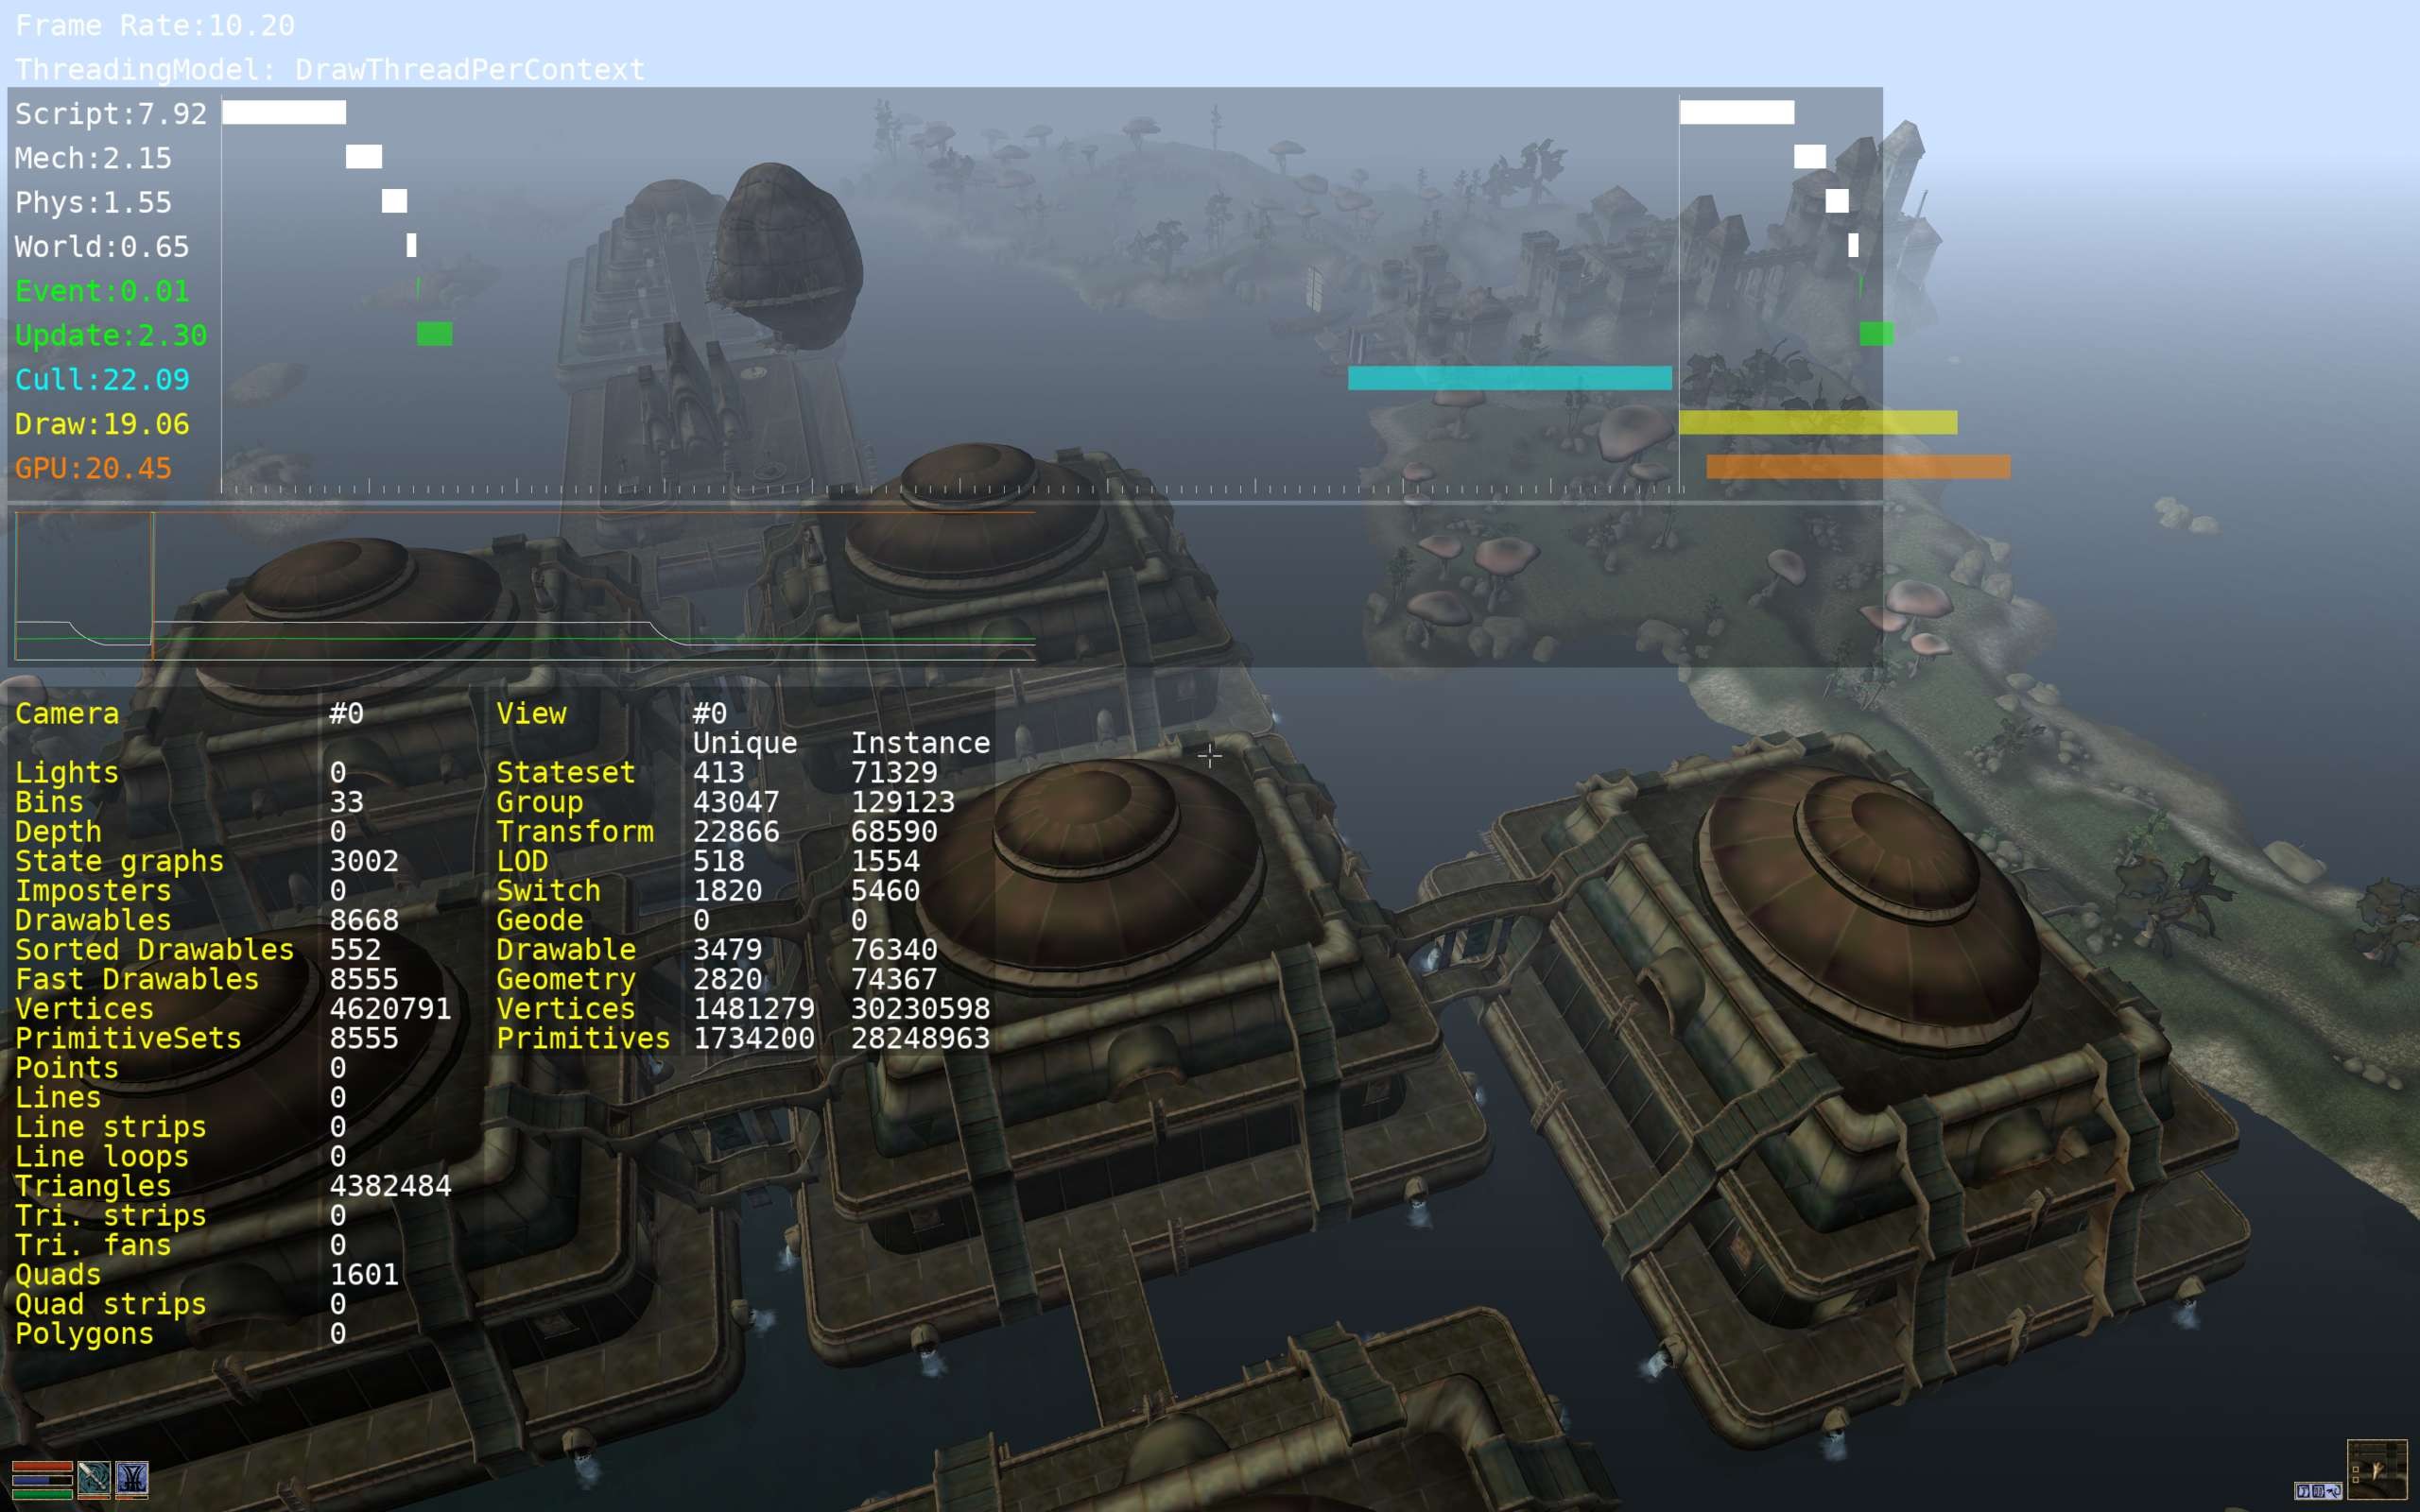 Frame Rate:10.20
ThreadingModel: DrawThreadPerContext
Script:7.92
Mech:2.15
Phys:1.55
World:0.65
Event:0.01
Update:2.30
Cull:22.09
Draw:19.06
GPU:20.45
Camera #0 View #0
Unique Instance
Lights 0 Stateset 413 71329
Bins 33 Group 43047 129123
Depth 0 Transform 22866 68590
State graphs 3002 LOD 518 1554
Imposters 0 Switch 1820 5460
Drawables 8668 Geode 0 0
Sorted Drawables 552 Drawable 3479 76340
Fast Drawables 8555 Geometry 2820 74367
Vertices 4620791 Vertices 1481279 30230598
PrimitiveSets 8555 Primitives 1734200 28248963
Points 0
Lines 0
Line strips 0
Line loops 0
Triangles 4382484
Tri. strips 0
Tri. fans 0
Quads 1601
Quad strips 0
Polygons 0